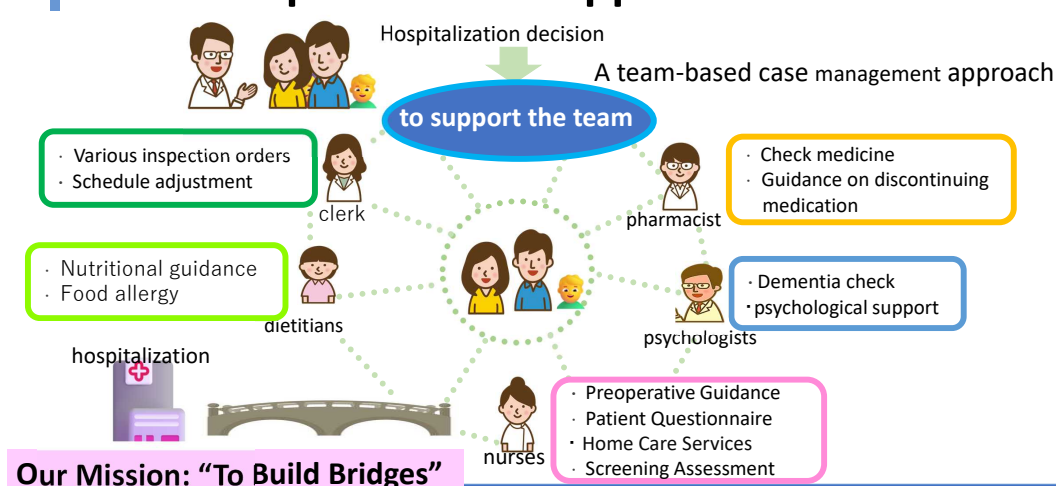 Hospitalization decision
A team-based case management approach
to support the team
· Various inspection orders
· Schedule adjustment
clerk
· Check medicine
· Guidance on discontinuing
medication
pharmacist
· Nutritional guidance
· Food allergy
dietitians
· Dementia check
· psychological support
psychologists
hospitalization
· Preoperative Guidance
· Patient Questionnaire
· Home Care Services
· Screening Assessment
nurses
Our Mission: “To Build Bridges”